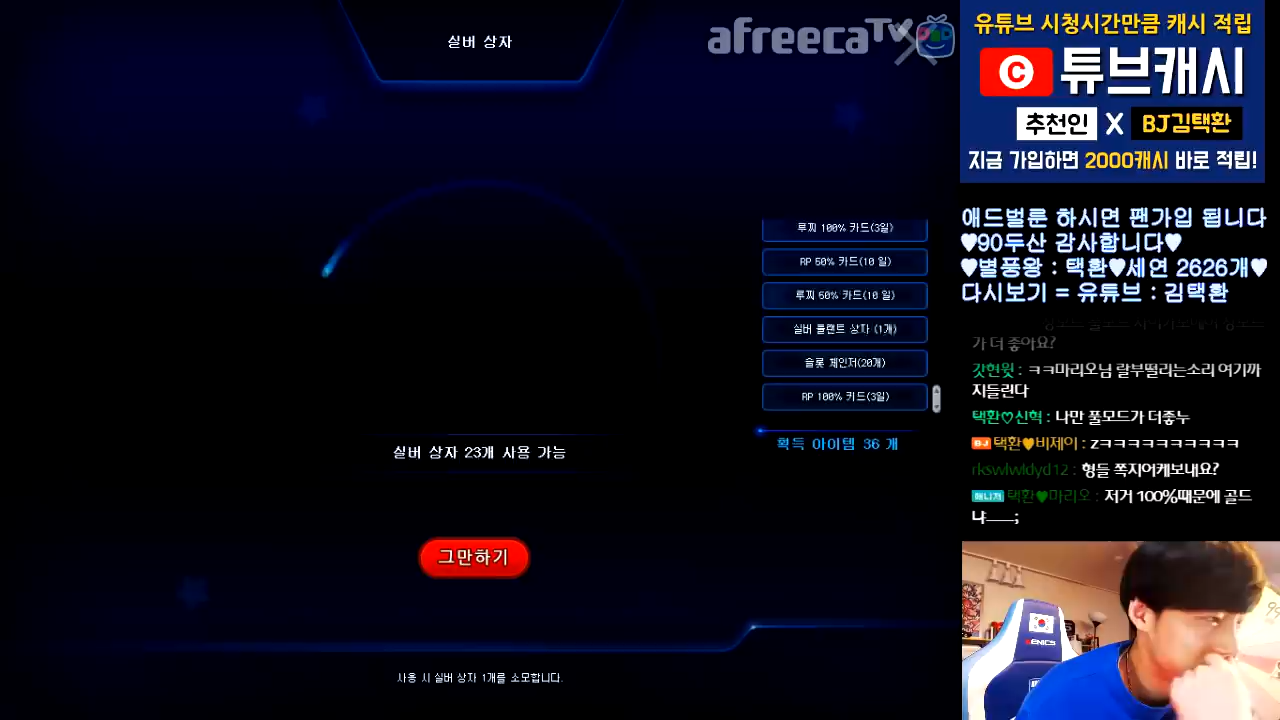 실버 상자
afreecaTV
유튜브 시청시간만큼 캐시 적립
C 튜브캐시
추천인 X BJ김택환
지금 가입하면 2000캐시 바로 적립!
애드벌룬 하시면 팬가입 됩니다
♥90두산 감사합니다♥
♥별풍왕 : 택환♥세연 2626개♥
다시보기 = 유튜브 : 김택환
루찌 100% 카드(3일)
RP 50% 카드(10 일)
루찌 50% 카드(10 일)
실버 플랜트 상자 (1개)
슬롯 체인저(20개)
RP 100% 카드(3일)
획득 아이템 36 개
실버 상자 23개 사용 가능
그만하기
사용 시 실버 상자 1개를 소모합니다.
가 더 좋아요?
갓현윗 : ㅋㅋ마리오님 랄부떨리는소리 여기까
지들린다
택환♡신혁 : 나만 풀모드가 더좋누
BJ 택환♥비제이 : zㅋㅋㅋㅋㅋㅋㅋㅋㅋㅋ
rkswlwldyd12 : 형들 쪽지어케보내요?
매니저 택환♥마리오 : 저거 100%때문에 골드
냐___;
GENICS